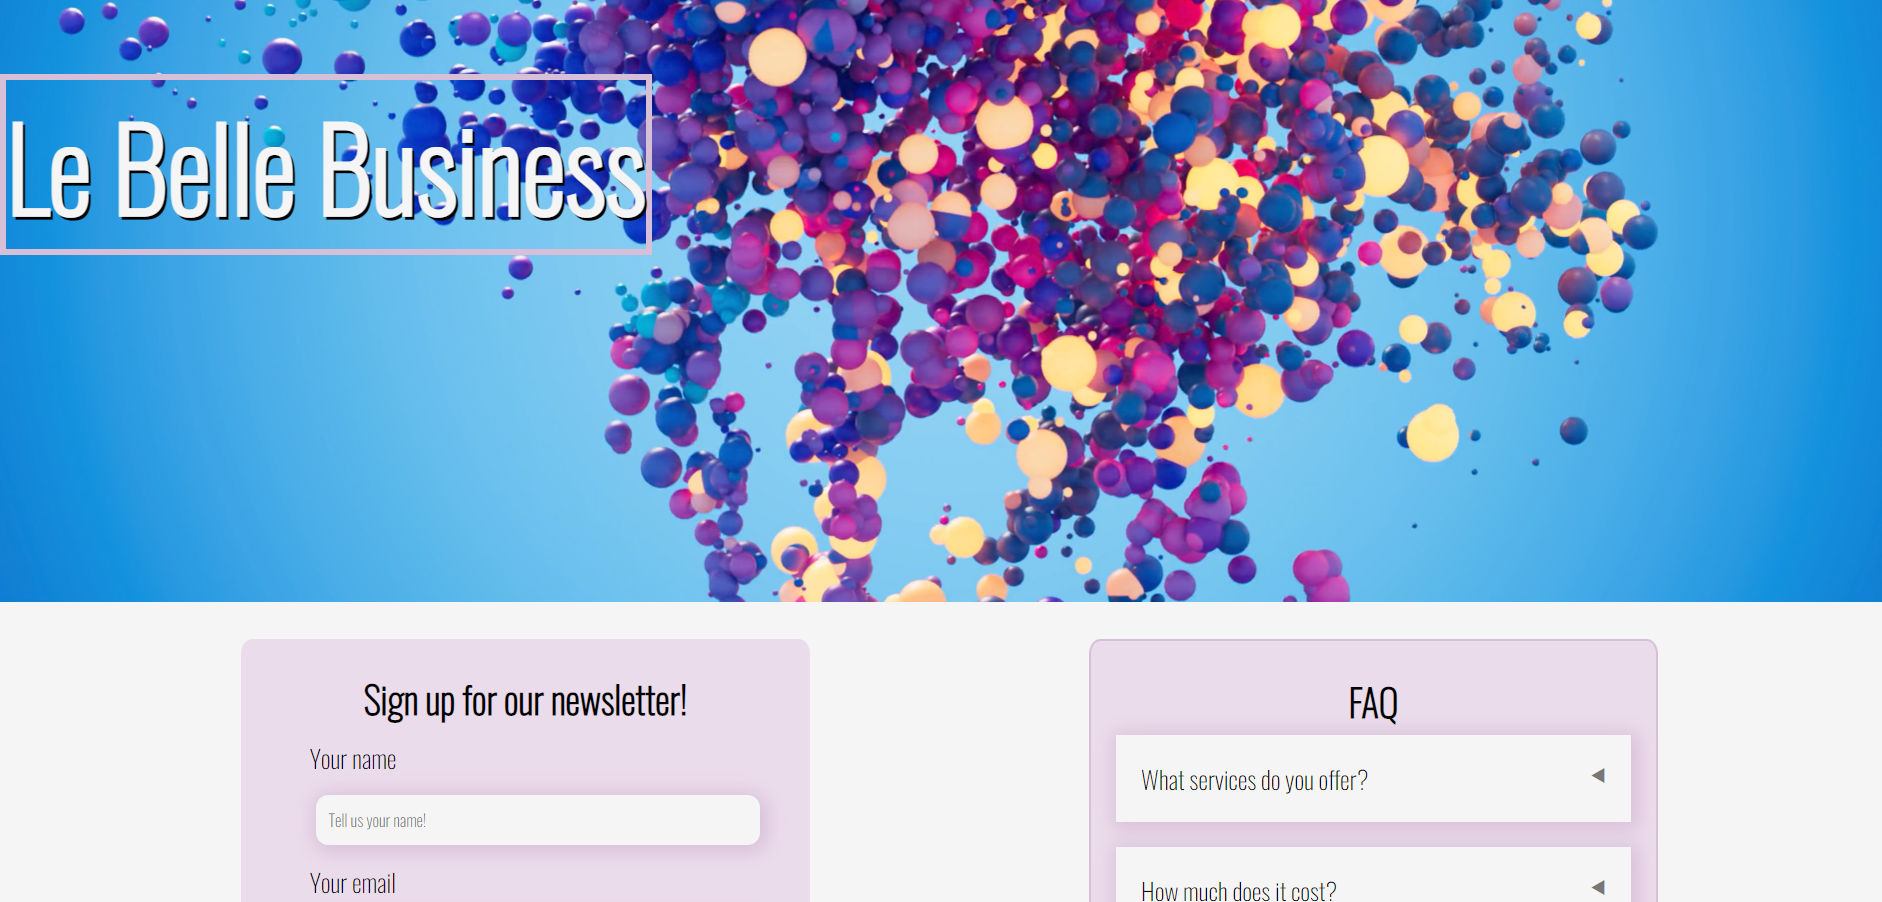 Le Belle Business
Sign up for our newsletter!
Your name
Tell us your name!
Your email
FAQ
What services do you offer?
How much does it cost?